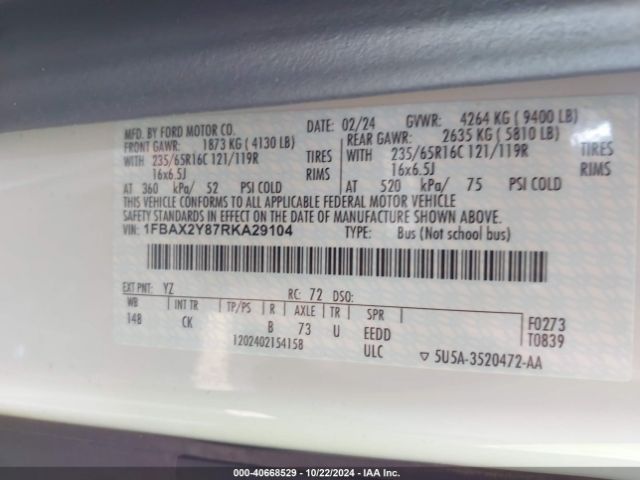 MFD. BY FORD MOTOR CO. DATE: 02/24 GVWR: 4264 KG (9400 LB)
FRONT GAWR: 1873 KG (4130 LB) REAR GAWR: 2635 KG (5810 LB)
WITH 235/65R16C 121/119R TIRES WITH 235/65R16C 121/119R TIRES
16x6.5J RIMS 16x6.5J RIMS
AT 360 kPa/ 52 PSI COLD AT 520 kPa/ 75 PSI COLD
THIS VEHICLE CONFORMS TO ALL APPLICABLE FEDERAL MOTOR VEHICLE
SAFETY STANDARDS IN EFFECT ON THE DATE OF MANUFACTURE SHOWN ABOVE.
VIN: 1FBAX2Y87RKA29104 TYPE: Bus (Not school bus)
EXT PNT: YZ RC: 72 DSO:
WB INT TR TP/PS R AXLE TR SPR F0273
148 CK B 73 U EEDD T0839
1202402154158 ULC ▽ 5U5A-3520472-AA
000-40668529 - 10/22/2024 - IAA